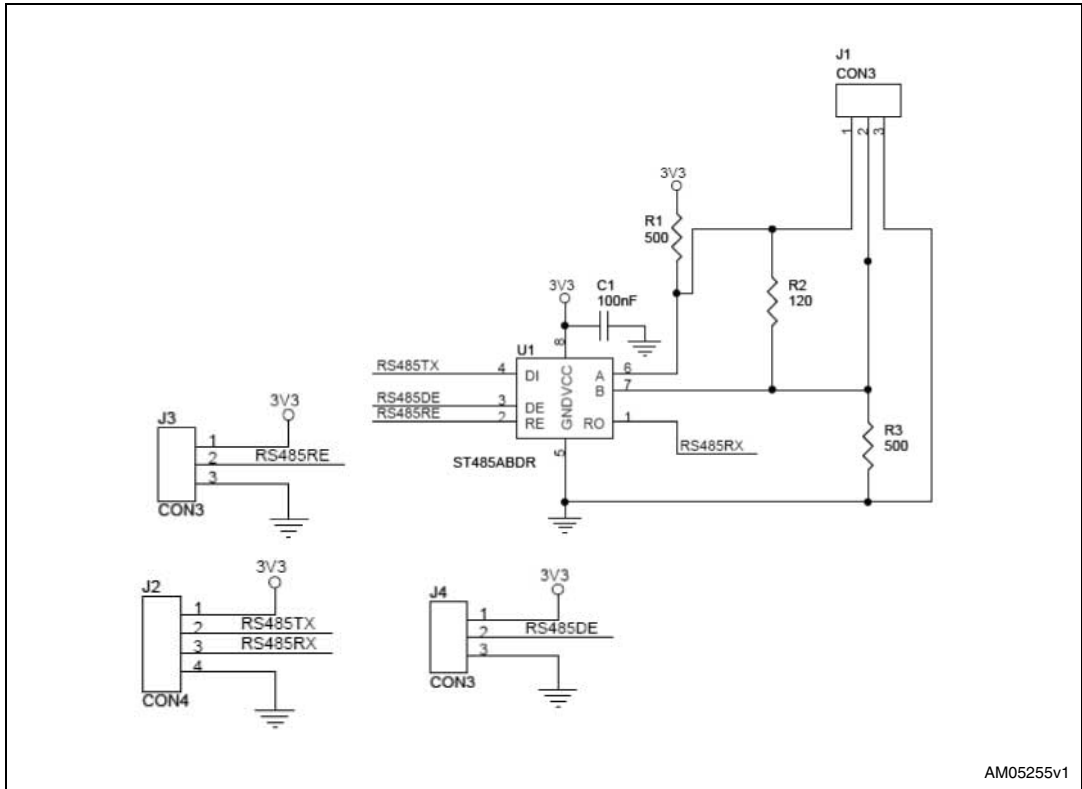 J1
CON3
1 2 3
3V3
R1
500
R2
120
3V3
C1
100nF
8
U1
RS485TX 4 DI
A 6
B 7
RS485DE 3 DE
RS485RE 2 RE
GND VCC
RO 1
RS485RX
5
ST485ABDR
R3
500
J3
3V3
1
2 RS485RE
3
CON3
J2
3V3
1
2 RS485TX
3 RS485RX
4
CON4
J4
3V3
1
2 RS485DE
3
CON3
AM05255v1